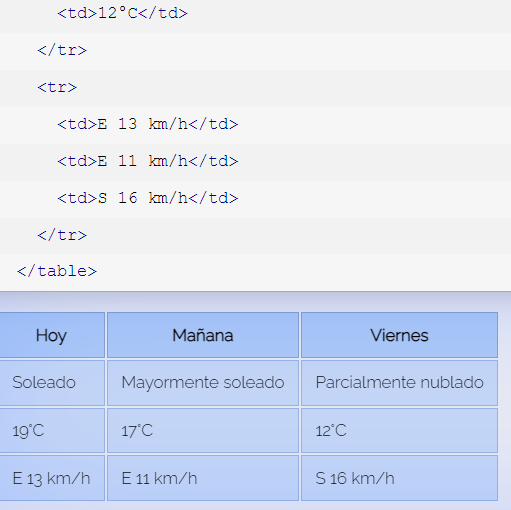 <td>12°C</td>
</tr>
<tr>
<td>E 13 km/h</td>
<td>E 11 km/h</td>
<td>S 16 km/h</td>
</tr>
</table>
Hoy Mañana Viernes
Soleado Mayormente soleado Parcialmente nublado
19°C 17°C 12°C
E 13 km/h E 11 km/h S 16 km/h